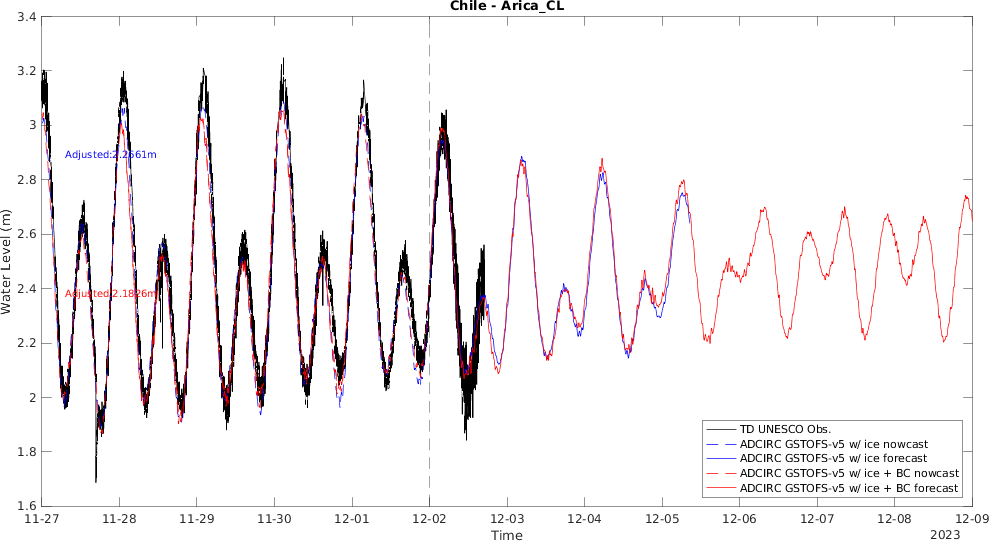 Chile - Arica_CL
3.4
3.2
3
2.8
2.6
2.4
2.2
2
1.8
1.6
Water Level (m)
Adjusted:2.2661m
Adjusted:2.1826m
TD UNESCO Obs.
ADCIRC GSTOFS-v5 w/ ice nowcast
ADCIRC GSTOFS-v5 w/ ice forecast
ADCIRC GSTOFS-v5 w/ ice + BC nowcast
ADCIRC GSTOFS-v5 w/ ice + BC forecast
11-27 11-28 11-29 11-30 12-01 12-02 12-03 12-04 12-05 12-06 12-07 12-08 12-09
Time
2023